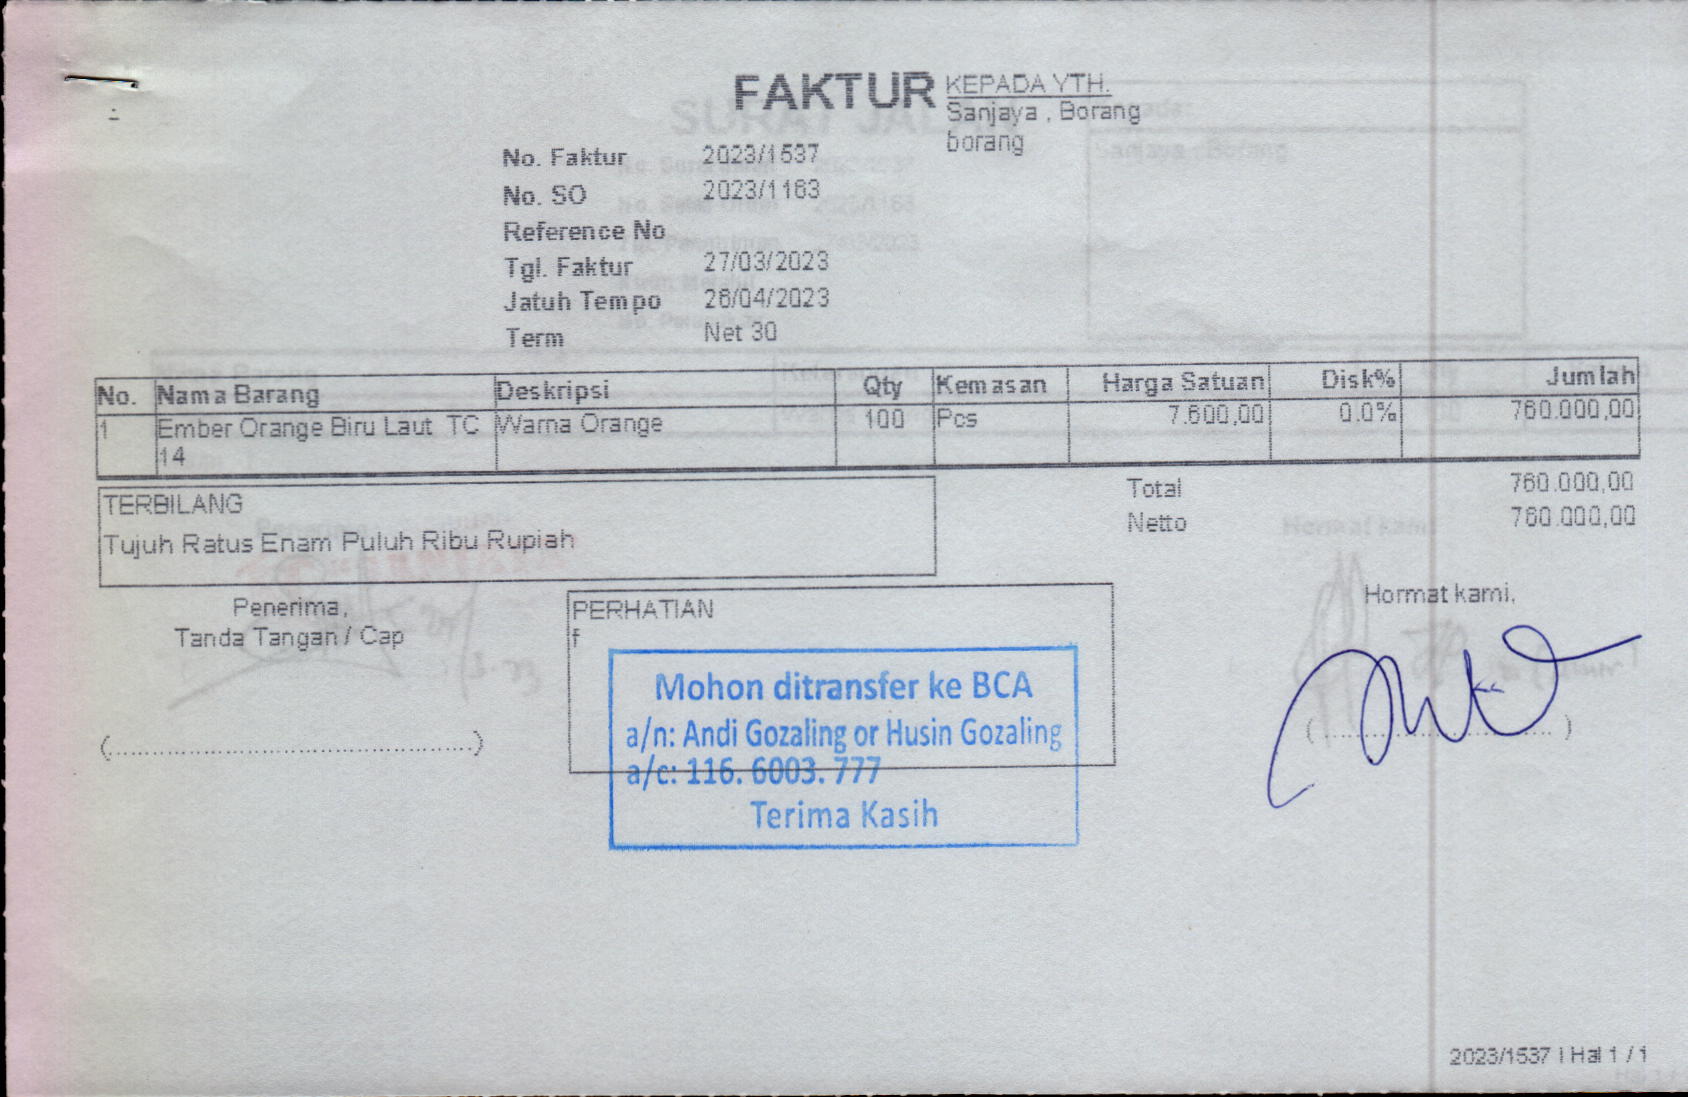 FAKTUR
KEPADA YTH.
Sanjaya , Borang
borang
No. Faktur 2023/1537
No. SO 2023/1163
Reference No
Tgl. Faktur 27/03/2023
Jatuh Tempo 26/04/2023
Term Net 30
No. Nama Barang Deskripsi Qty Kemasan Harga Satuan Disk% Jumlah
1 Ember Orange Biru Laut TC Warna Orange 100 Pcs 7.600,00 0.0% 760.000,00
14
TERBILANG
Tujuh Ratus Enam Puluh Ribu Rupiah
Total 760.000,00
Netto 760.000,00
Penerima,
Tanda Tangan / Cap
PERHATIAN
f
Mohon ditransfer ke BCA
a/n: Andi Gozaling or Husin Gozaling
a/c: 116. 6003. 777
Terima Kasih
Hormat kami,
2023/1537 | Hal 1 / 1